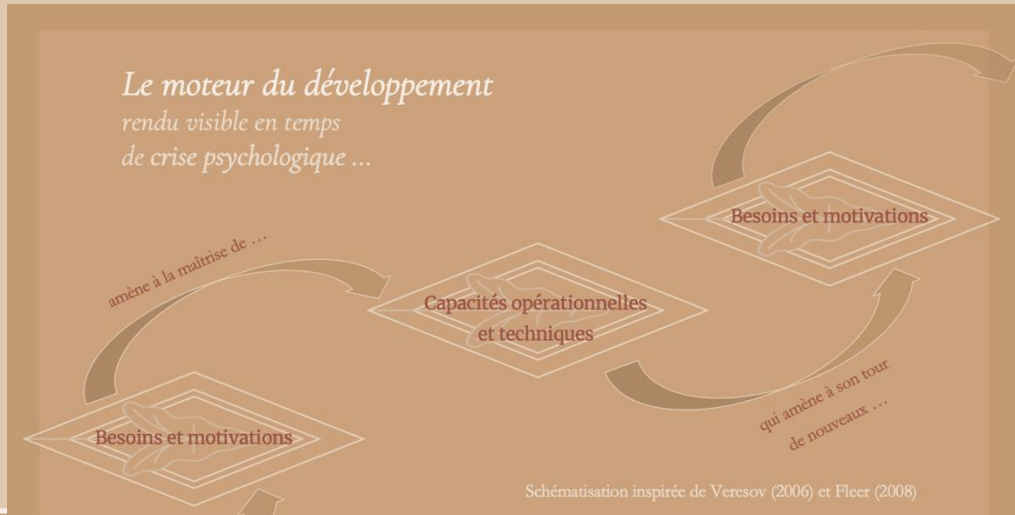 Le moteur du développement
rendu visible en temps
de crise psychologique ...
Besoins et motivations
amène à la maîtrise de ...
Capacités opérationnelles
et techniques
qui amène à son tour
de nouveaux ...
Besoins et motivations
Schématisation inspirée de Veresov (2006) et Fleer (2008)